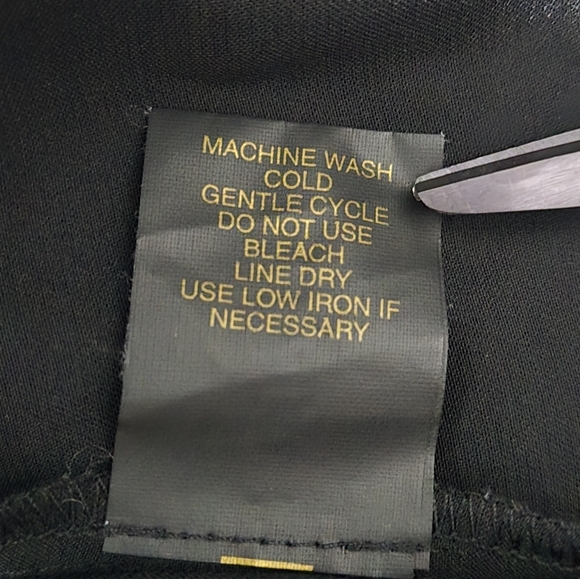 MACHINE WASH
COLD
GENTLE CYCLE
DO NOT USE
BLEACH
LINE DRY
USE LOW IRON IF
NECESSARY